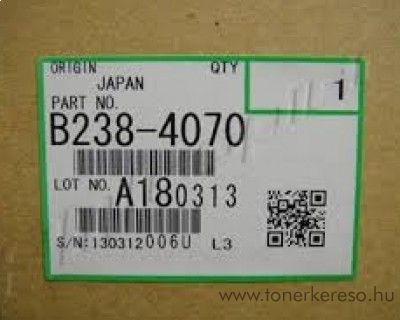 ORIGIN QTY
JAPAN 1
PART NO.
B238-4070
LOT NO. A180313
S/N:130312006U L3
www.tonerkereso.hu